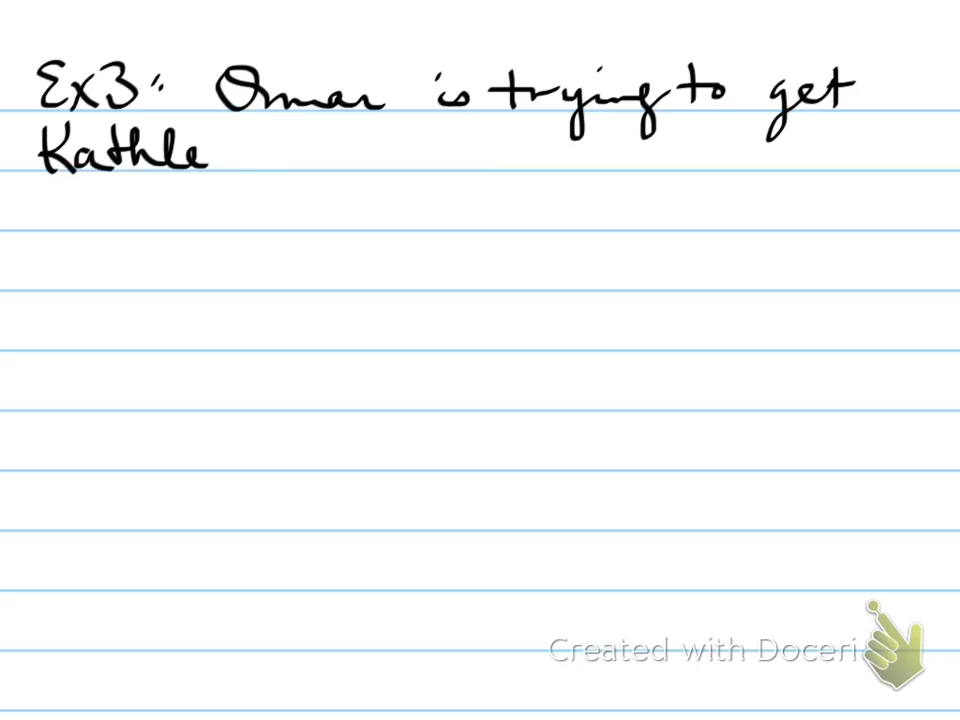 Ex3: Omar is trying to get
Kathle
Created with Doceri